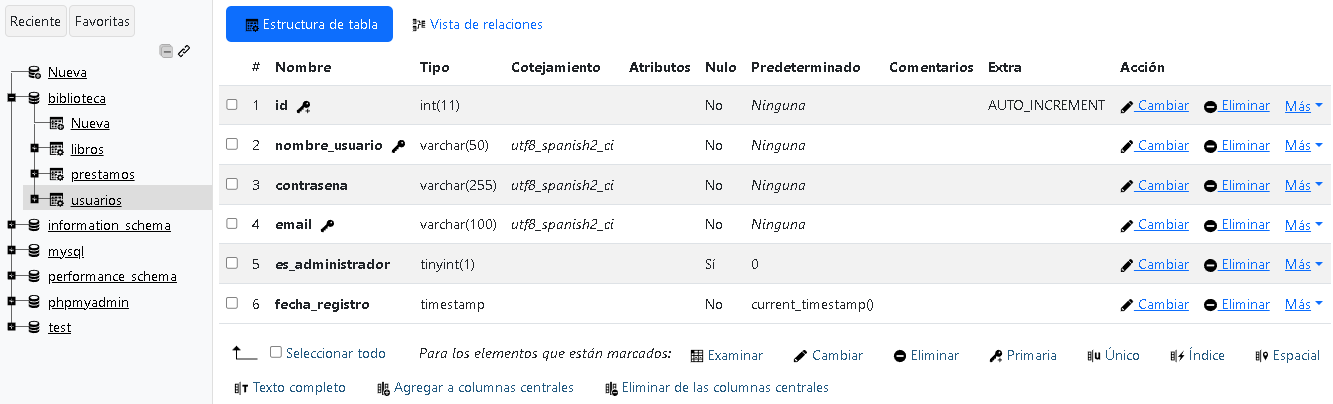 Reciente Favoritas
Nueva
biblioteca
Nueva
libros
prestamos
usuarios
information_schema
mysql
performance_schema
phpmyadmin
test
Estructura de tabla Vista de relaciones
# Nombre Tipo Cotejamiento Atributos Nulo Predeterminado Comentarios Extra Acción
1 id int(11) No Ninguna AUTO_INCREMENT Cambiar Eliminar Más
2 nombre_usuario varchar(50) utf8_spanish2_ci No Ninguna Cambiar Eliminar Más
3 contrasena varchar(255) utf8_spanish2_ci No Ninguna Cambiar Eliminar Más
4 email varchar(100) utf8_spanish2_ci No Ninguna Cambiar Eliminar Más
5 es_administrador tinyint(1) Sí 0 Cambiar Eliminar Más
6 fecha_registro timestamp No current_timestamp() Cambiar Eliminar Más
Seleccionar todo Para los elementos que están marcados: Examinar Cambiar Eliminar Primaria Único Índice Espacial
Texto completo Agregar a columnas centrales Eliminar de las columnas centrales